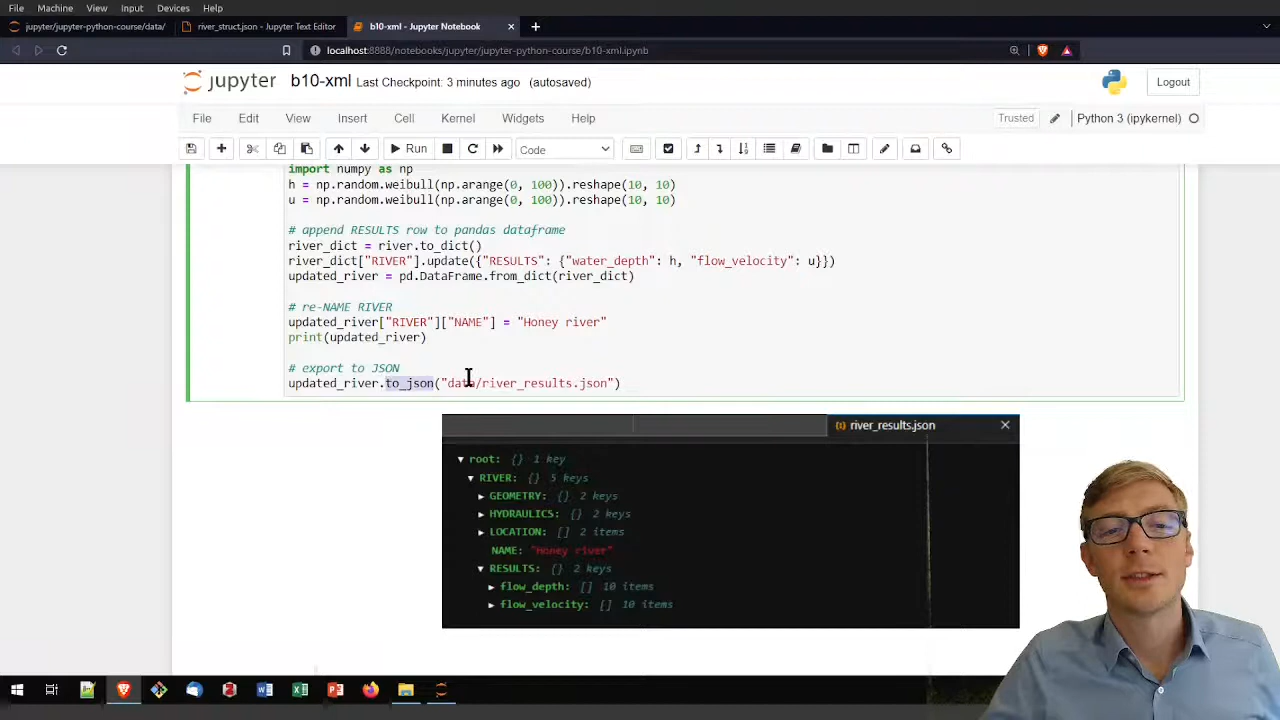 File Machine View Input Devices Help
jupyter/jupyter-python-course/data/ river_struct.json - Jupyter Text Editor b10-xml - Jupyter Notebook
localhost:8888/notebooks/jupyter/jupyter-python-course/b10-xml.ipynb
jupyter b10-xml Last Checkpoint: 3 minutes ago (autosaved) Logout
File Edit View Insert Cell Kernel Widgets Help Trusted Python 3 (ipykernel)
Run Code
import numpy as np
h = np.random.weibull(np.arange(0, 100)).reshape(10, 10)
u = np.random.weibull(np.arange(0, 100)).reshape(10, 10)
# append RESULTS row to pandas dataframe
river_dict = river.to_dict()
river_dict["RIVER"].update({"RESULTS": {"water_depth": h, "flow_velocity": u}})
updated_river = pd.DataFrame.from_dict(river_dict)
# re-NAME RIVER
updated_river["RIVER"]["NAME"] = "Honey river"
print(updated_river)
# export to JSON
updated_river.to_json("data/river_results.json")
river_results.json
root: {} 1 key
RIVER: {} 5 keys
GEOMETRY: {} 2 keys
HYDRAULICS: {} 2 keys
LOCATION: [] 2 items
NAME: "Honey river"
RESULTS: {} 2 keys
flow_depth: [] 10 items
flow_velocity: [] 10 items